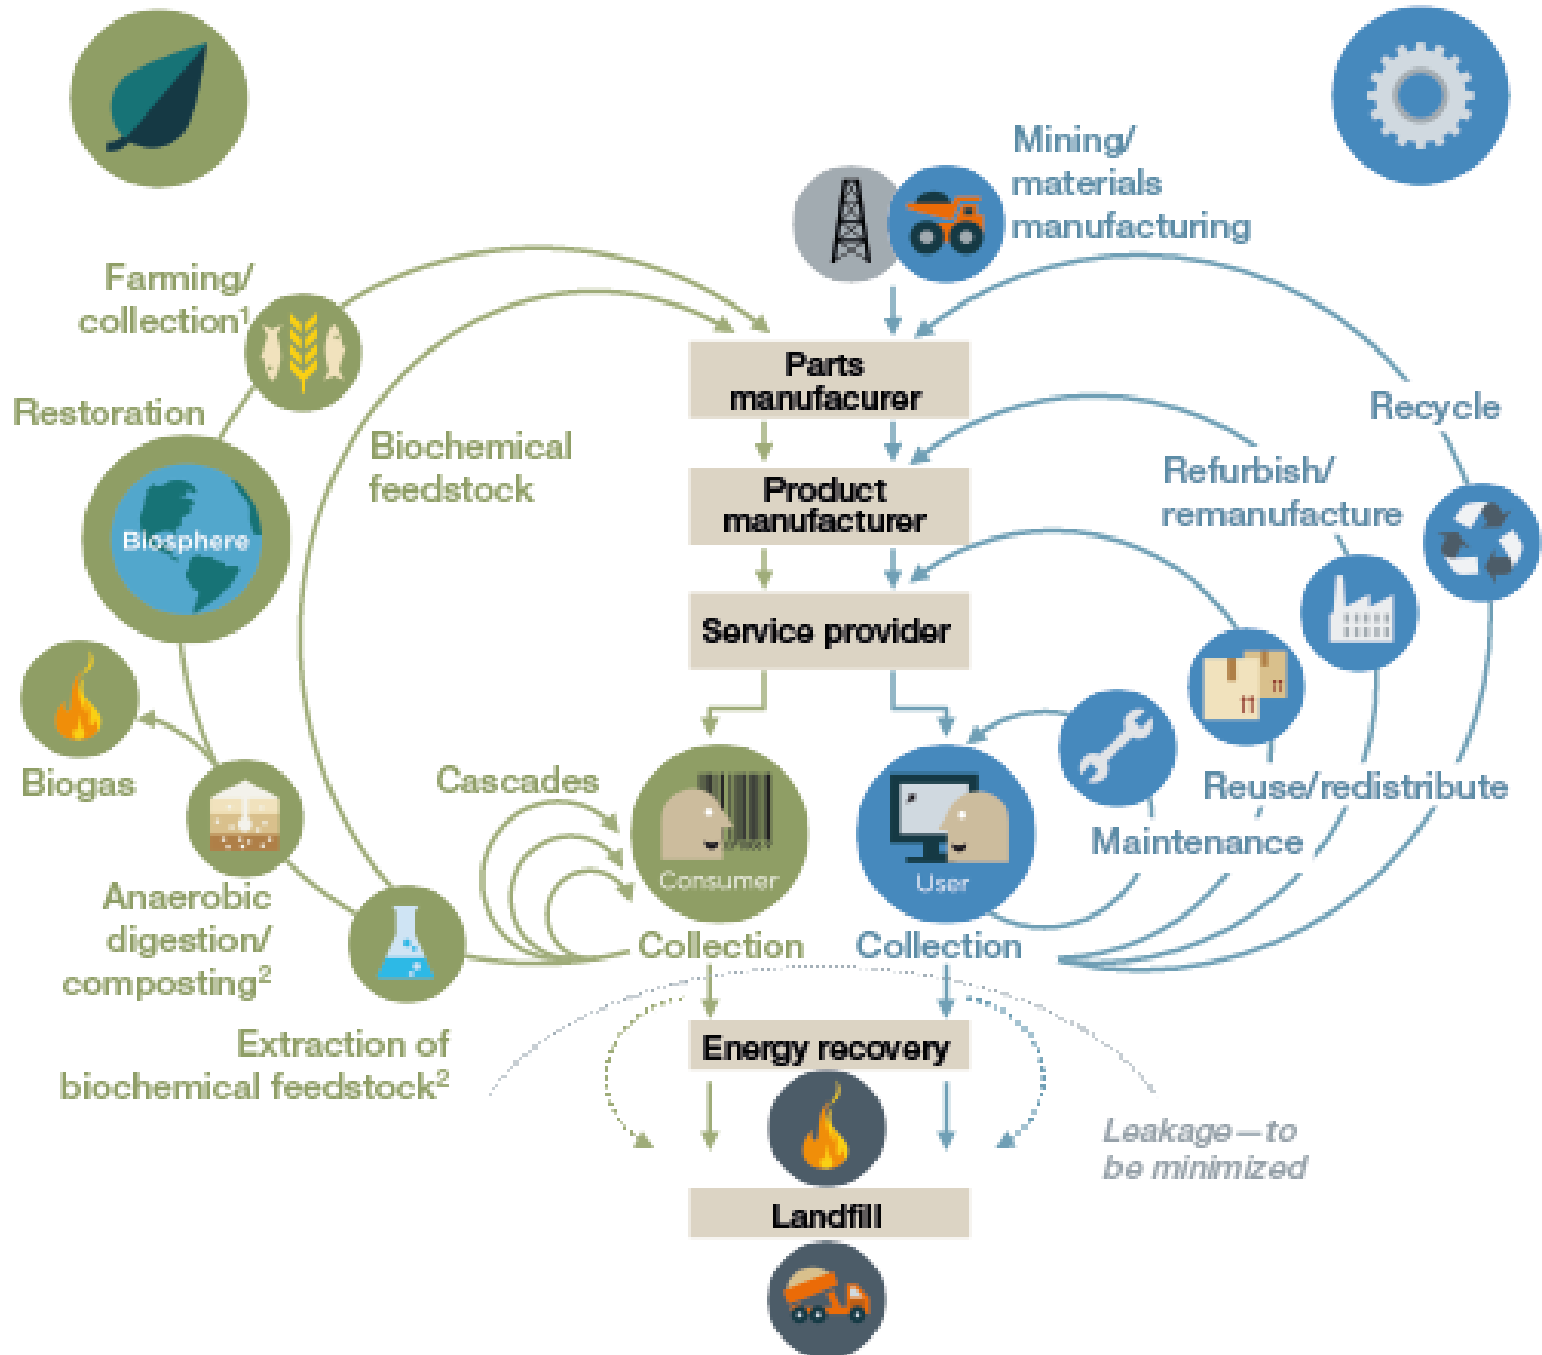 Mining/
materials
manufacturing
Farming/
collection¹
Restoration
Biosphere
Biochemical
feedstock
Parts
manufacurer
Recycle
Refurbish/
remanufacture
Product
manufacturer
Service provider
Biogas
Cascades
Reuse/redistribute
Maintenance
Consumer
User
Anaerobic
digestion/
composting²
Collection
Collection
Extraction of
biochemical feedstock²
Energy recovery
Leakage—to
be minimized
Landfill